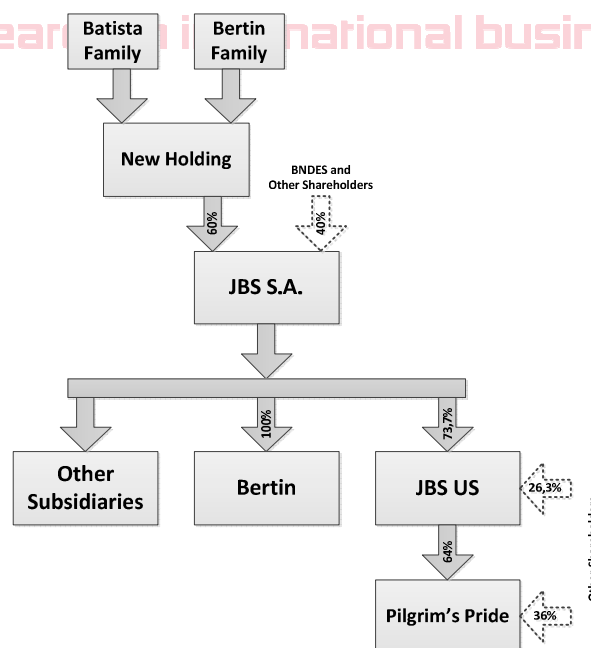 Batista
Family
Bertin
Family
New Holding
BNDES and
Other Shareholders
60%
40%
JBS S.A.
100%
73,7%
Other
Subsidiaries
Bertin
JBS US
26,3%
64%
Pilgrim's Pride
36%